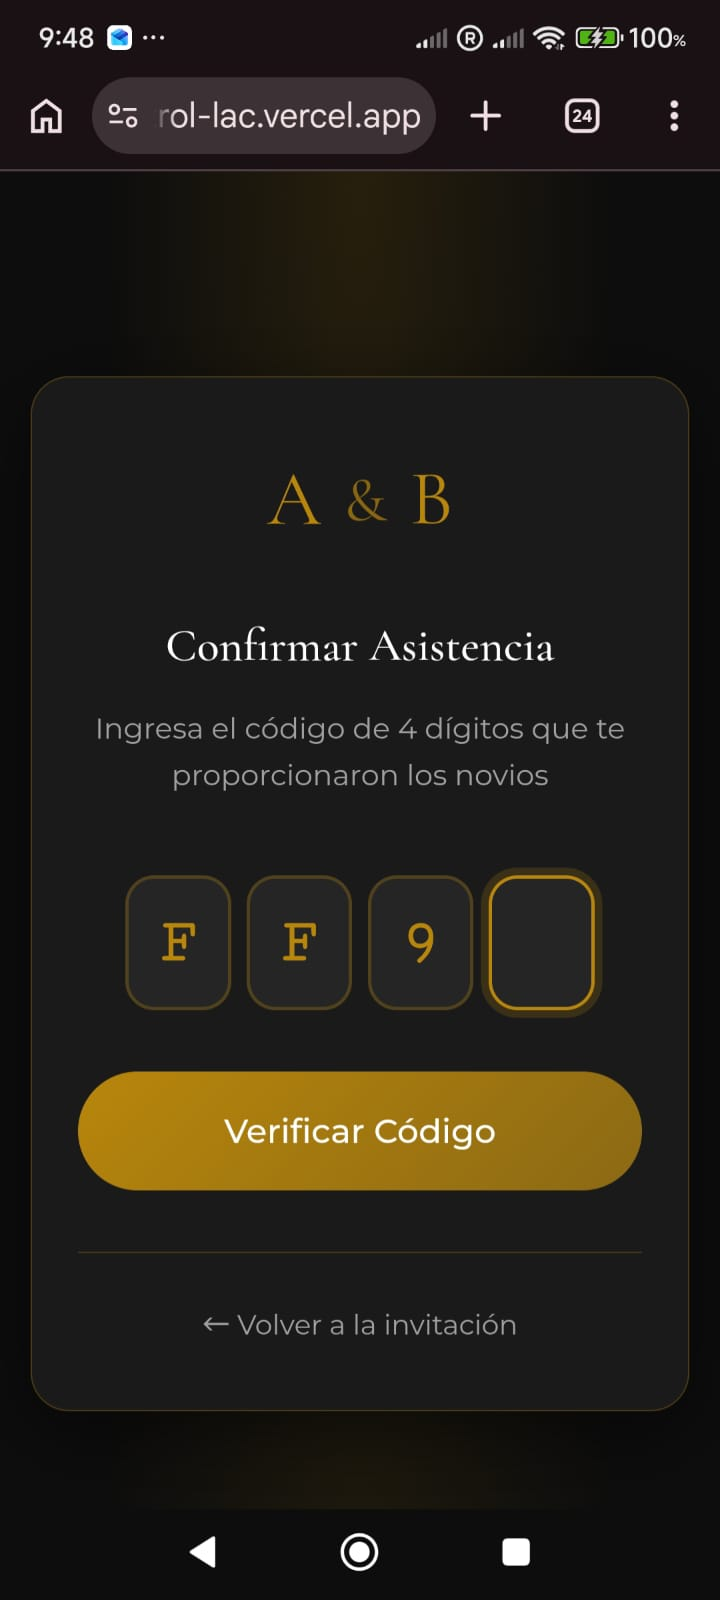 9:48 ... R 100%
rol-lac.vercel.app 24
A & B
Confirmar Asistencia
Ingresa el código de 4 dígitos que te
proporcionaron los novios
F F 9
Verificar Código
← Volver a la invitación